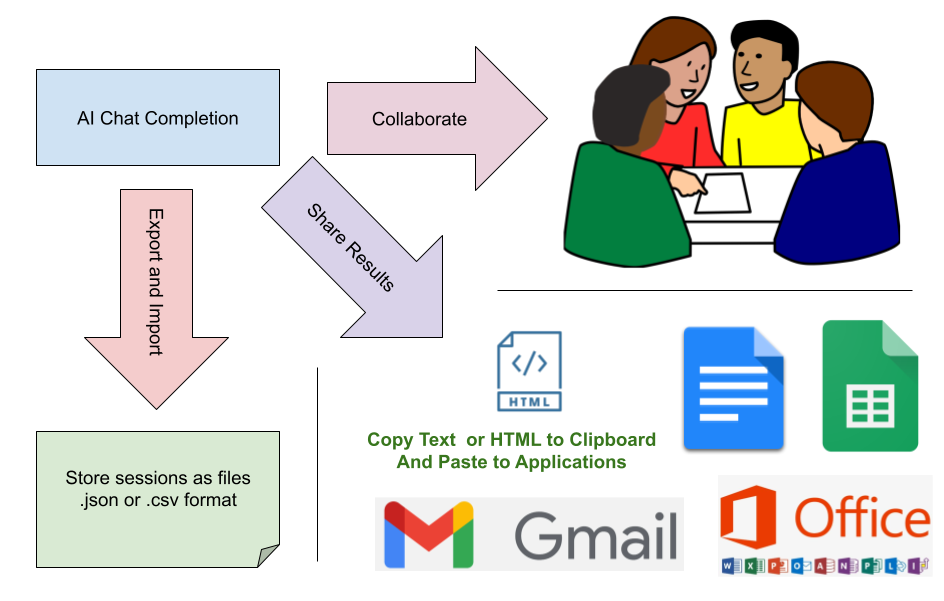 AI Chat Completion
Collaborate
Share Results
Export and Import
HTML
Copy Text or HTML to Clipboard
And Paste to Applications
Store sessions as files
.json or .csv format
Gmail
Office
W X P O A N P L I